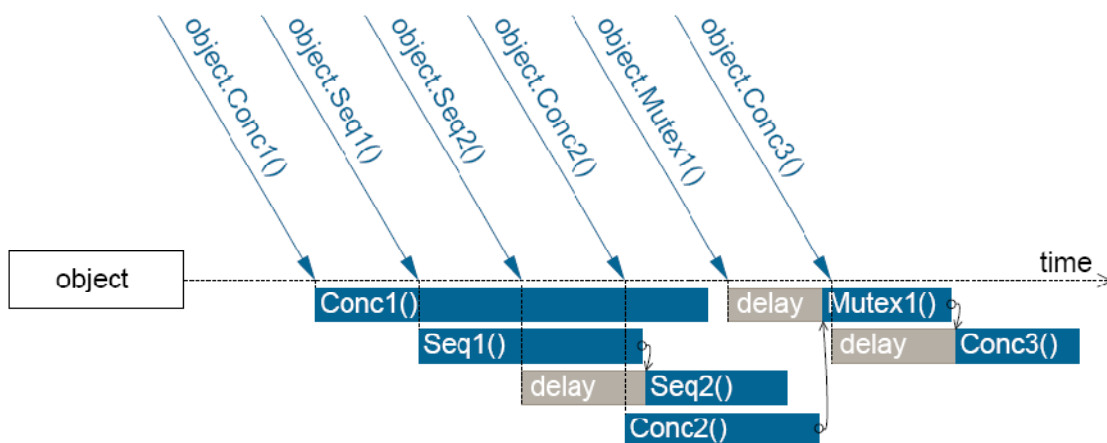 object.Conc1()
object.Seq1()
object.Seq2()
object.Conc2()
object.Mutex1()
object.Conc3()
object
time
Conc1()
delay
Mutex1()
Seq1()
delay
Conc3()
delay
Seq2()
Conc2()